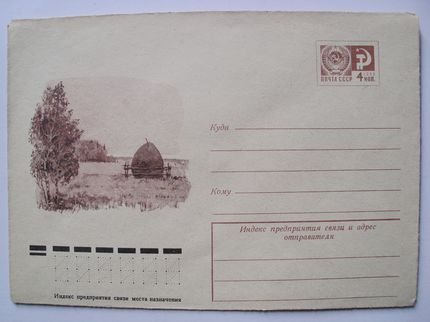 ПОЧТА СССР
4 КОП.
Куда
Кому
Индекс предприятия связи и адрес
отправителя
Индекс предприятия связи места назначения